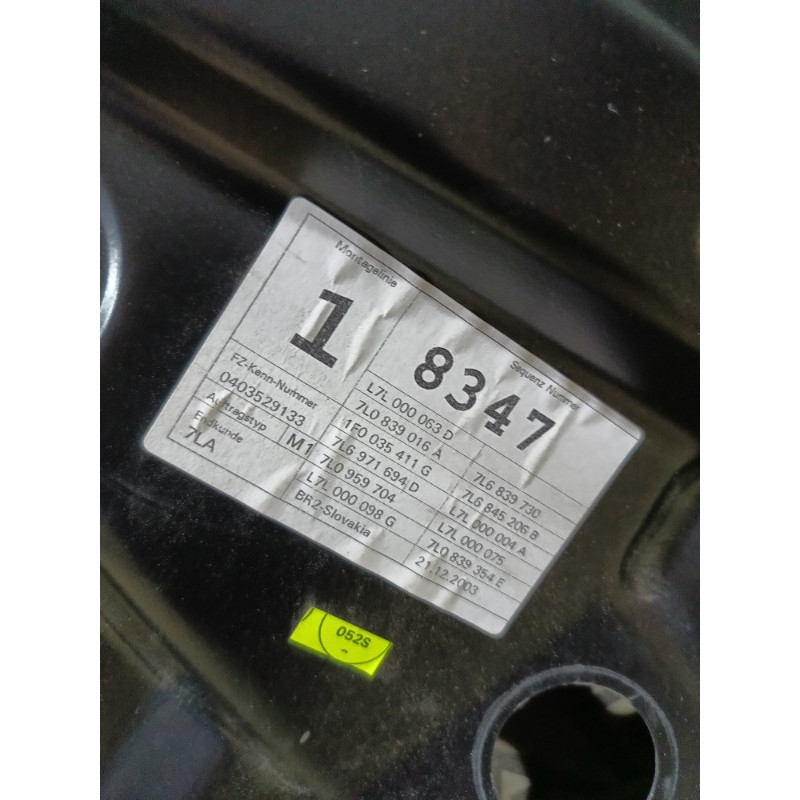 Montagelinie
1
Sequenz Nummer
8347
FZ-Kenn-Nummer
0403529133
Auftragstyp
M1
Endkunde
7LA
L7L 000 063 D
7L0 839 016 A
1F0 035 411 G
7L6 971 694 D
7L0 959 704
L7L 000 098 G
BR2-Slovakia
7L6 839 730
7L6 845 206 B
L7L 000 004 A
L7L 000 075
7L0 839 354 E
21.12.2003
052S